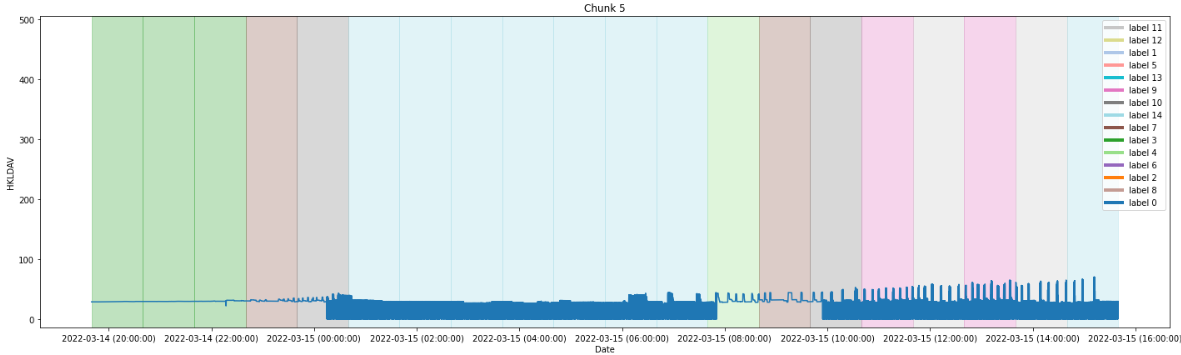 Chunk 5
500
400
300
200
100
0
HKLDAV
label 11
label 12
label 1
label 5
label 13
label 9
label 10
label 14
label 7
label 3
label 4
label 6
label 2
label 8
label 0
2022-03-14 (20:00:00) 2022-03-14 (22:00:00) 2022-03-15 (00:00:00) 2022-03-15 (02:00:00) 2022-03-15 (04:00:00) 2022-03-15 (06:00:00) 2022-03-15 (08:00:00) 2022-03-15 (10:00:00) 2022-03-15 (12:00:00) 2022-03-15 (14:00:00) 2022-03-15 (16:00:00)
Date